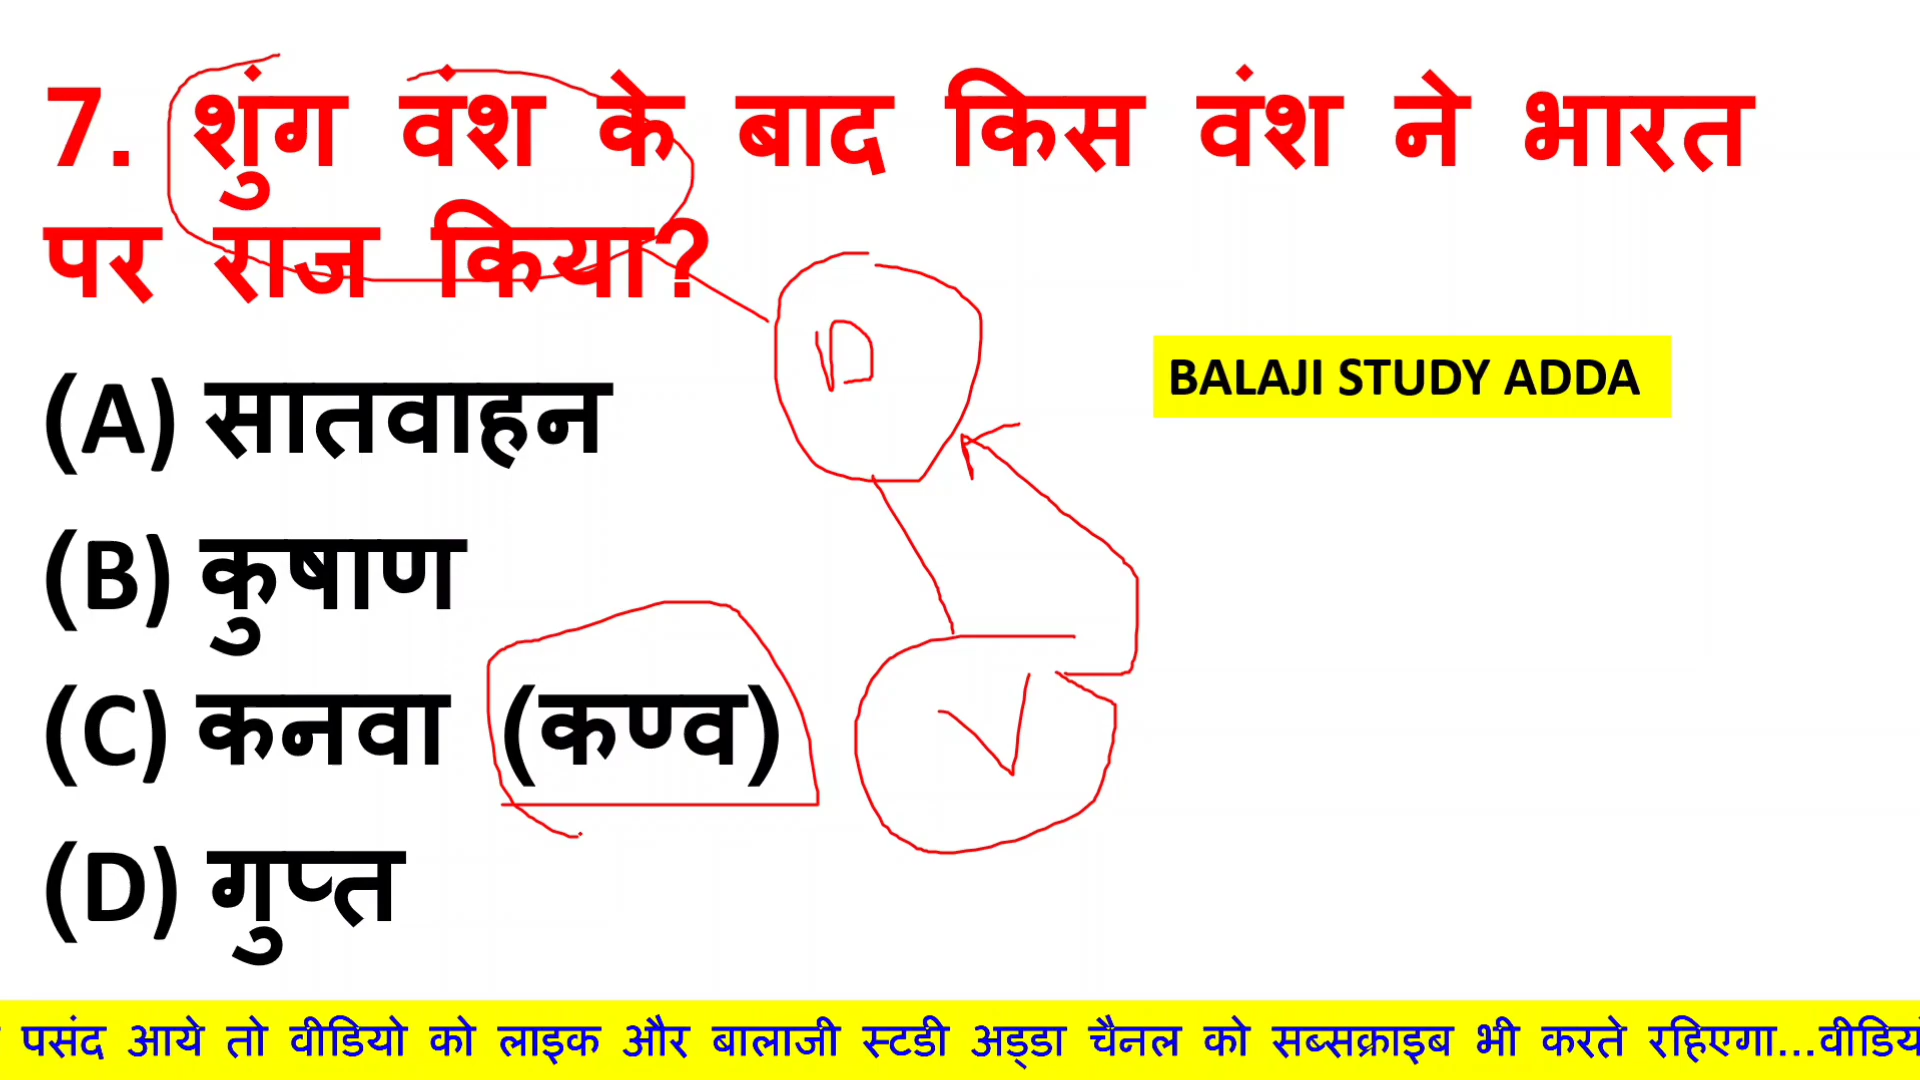 7. शुंग वंश के बाद किस वंश ने भारत
पर राज किया?
D
BALAJI STUDY ADDA
(A) सातवाहन
(B) कुषाण
(C) कनवा (कण्व)
(D) गुप्त
पसंद आये तो वीडियो को लाइक और बालाजी स्टडी अड्डा चैनल को सब्सक्राइब भी करते रहिएगा...वीडियो